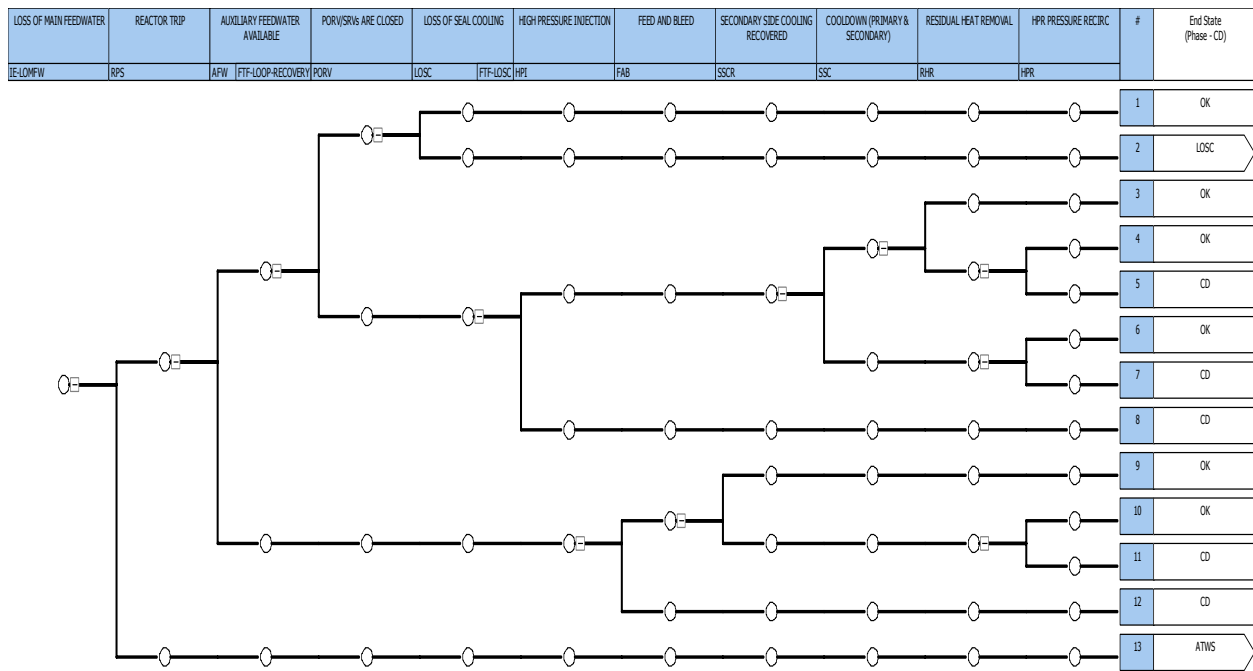 LOSS OF MAIN FEEDWATER
REACTOR TRIP
AUXILIARY FEEDWATER
AVAILABLE
PORV/SRVs ARE CLOSED
LOSS OF SEAL COOLING
HIGH PRESSURE INJECTION
FEED AND BLEED
SECONDARY SIDE COOLING
RECOVERED
COOLDOWN (PRIMARY &
SECONDARY)
RESIDUAL HEAT REMOVAL
HPR PRESSURE RECIRC
#
End State
(Phase - CD)
IE-LOMFW
RPS
AFW
FTF-LOOP-RECOVERY
PORV
LOSC
FTF-LOSC
HPI
FAB
SSCR
SSC
RHR
HPR
1 OK
2 LOSC
3 OK
4 OK
5 CD
6 OK
7 CD
8 CD
9 OK
10 OK
11 CD
12 CD
13 ATWS